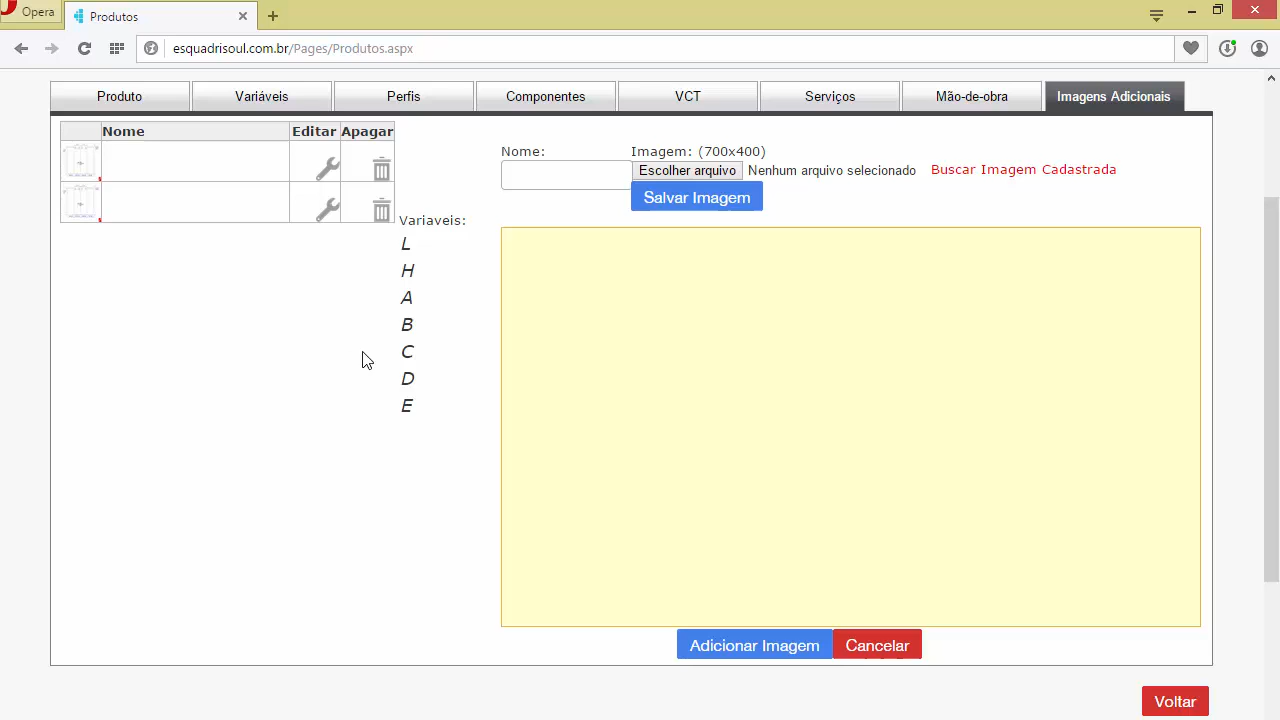 Opera
Produtos
esquadrisoul.com.br/Pages/Produtos.aspx
Produto Variáveis Perfis Componentes VCT Serviços Mão-de-obra Imagens Adicionais
Nome Editar Apagar
Nome: Imagem: (700x400)
Escolher arquivo Nenhum arquivo selecionado Buscar Imagem Cadastrada
Salvar Imagem
Variaveis:
L
H
A
B
C
D
E
Adicionar Imagem Cancelar
Voltar